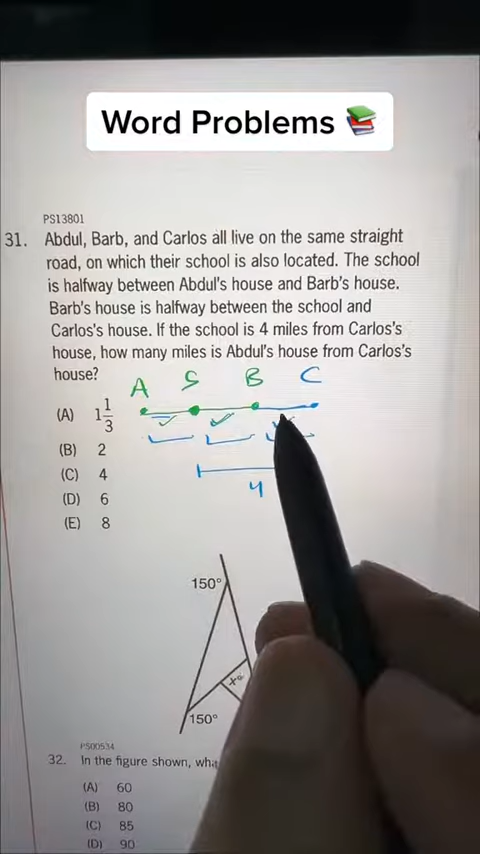 Word Problems 📚
PS13801
31. Abdul, Barb, and Carlos all live on the same straight
road, on which their school is also located. The school
is halfway between Abdul's house and Barb's house.
Barb's house is halfway between the school and
Carlos's house. If the school is 4 miles from Carlos's
house, how many miles is Abdul's house from Carlos's
house?
A S B C
(A) 1 1/3
(B) 2
(C) 4
(D) 6
(E) 8
4
150°
x°
150°
PS00534
32. In the figure shown,
(A) 60
(B) 80
(C) 85
(D) 90